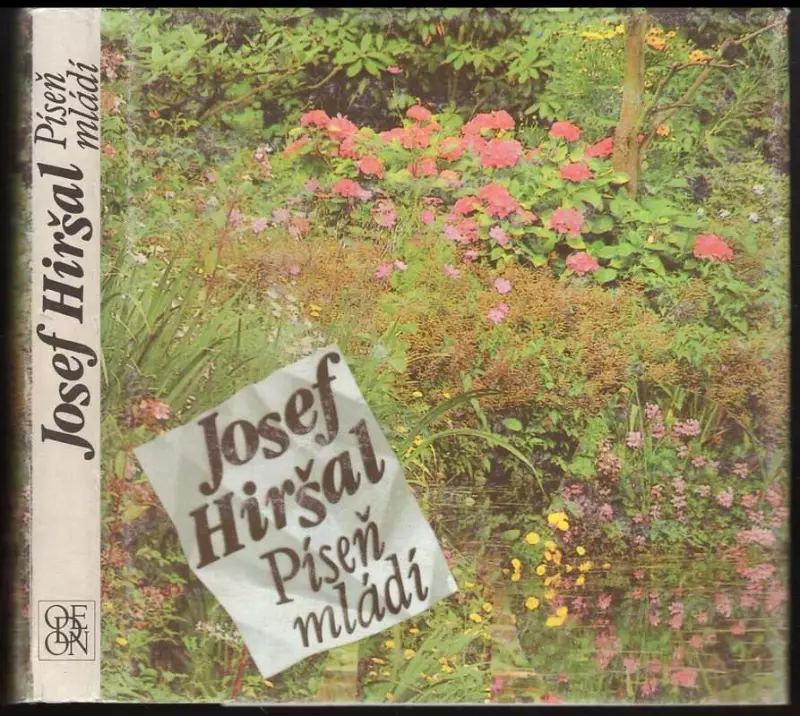 Josef Hiršal Píseň
mládí
ODEON
Josef
Hiršal
Píseň
mládí